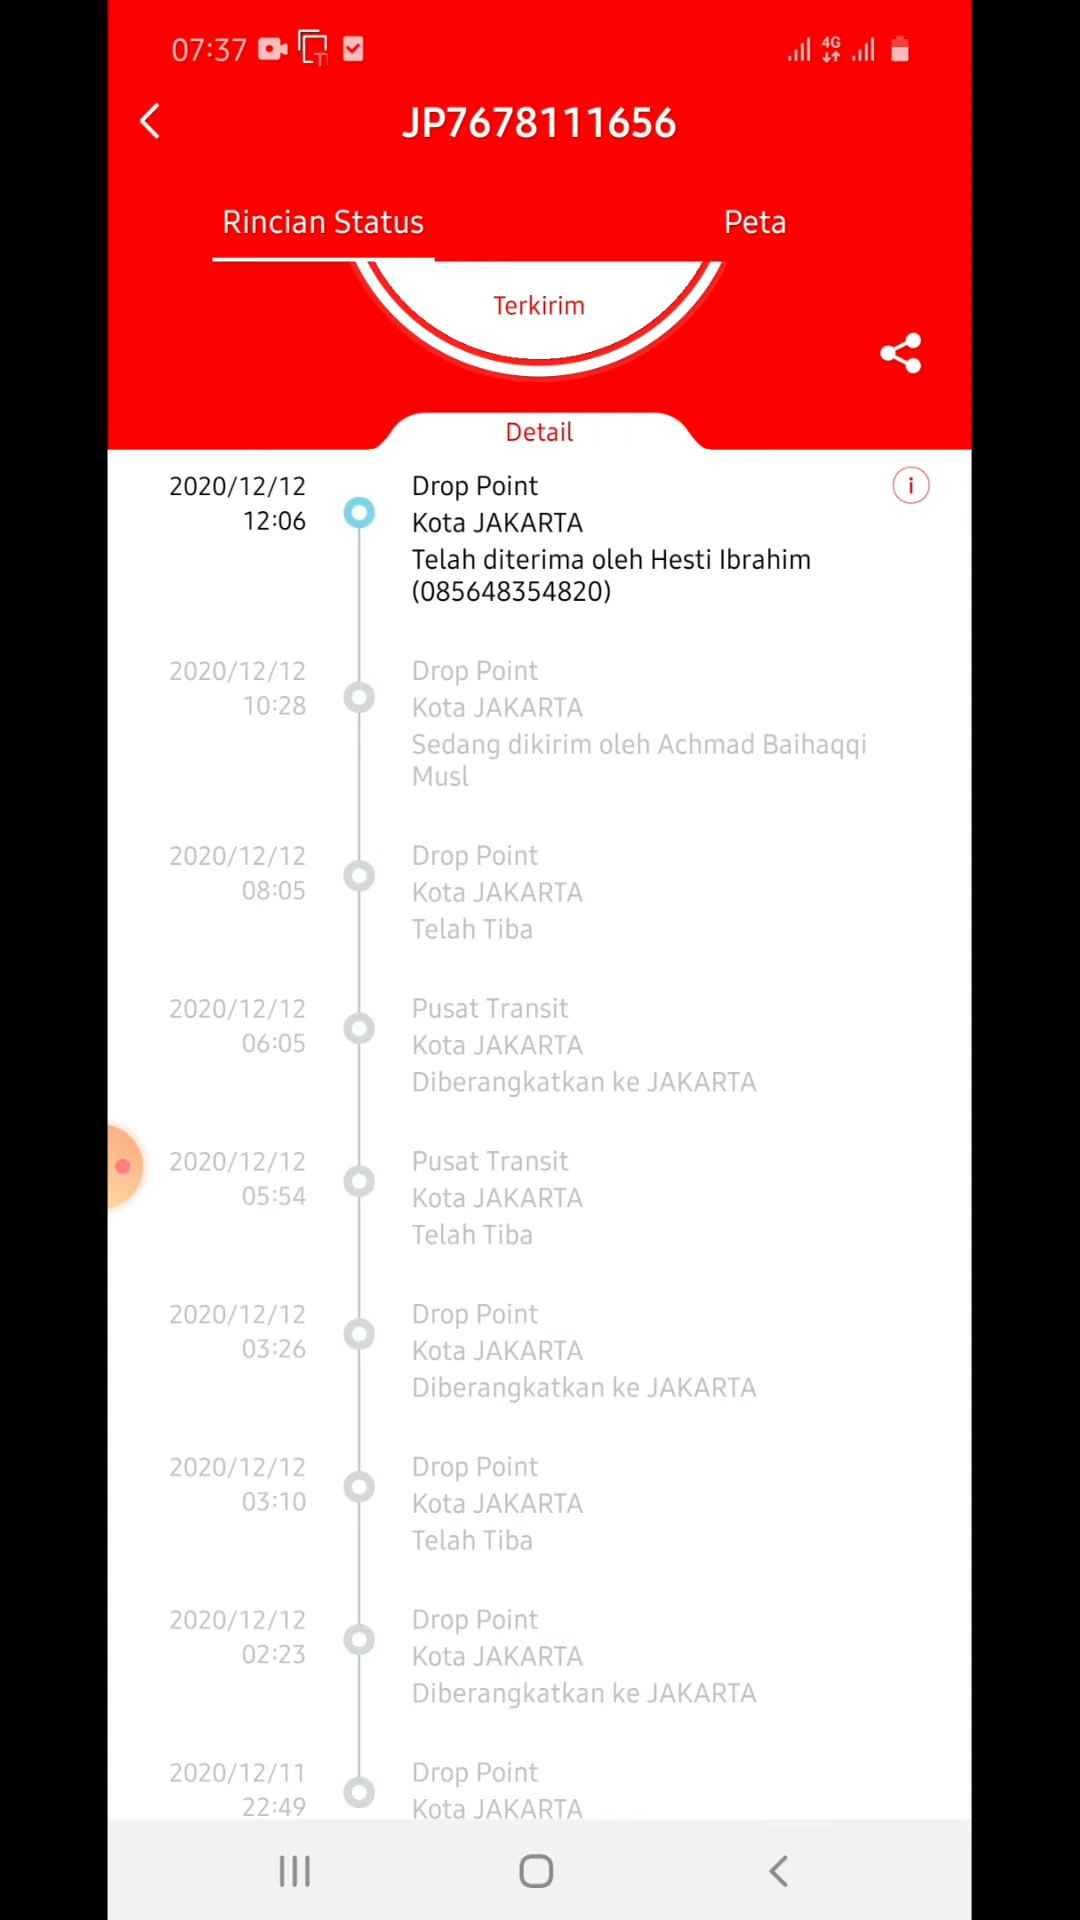 07:37
4G
JP7678111656
Rincian Status
Peta
Terkirim
Detail
2020/12/12
12:06
Drop Point
Kota JAKARTA
Telah diterima oleh Hesti Ibrahim
(085648354820)
i
2020/12/12
10:28
Drop Point
Kota JAKARTA
Sedang dikirim oleh Achmad Baihaqqi
Musl
2020/12/12
08:05
Drop Point
Kota JAKARTA
Telah Tiba
2020/12/12
06:05
Pusat Transit
Kota JAKARTA
Diberangkatkan ke JAKARTA
2020/12/12
05:54
Pusat Transit
Kota JAKARTA
Telah Tiba
2020/12/12
03:26
Drop Point
Kota JAKARTA
Diberangkatkan ke JAKARTA
2020/12/12
03:10
Drop Point
Kota JAKARTA
Telah Tiba
2020/12/12
02:23
Drop Point
Kota JAKARTA
Diberangkatkan ke JAKARTA
2020/12/11
22:49
Drop Point
Kota JAKARTA